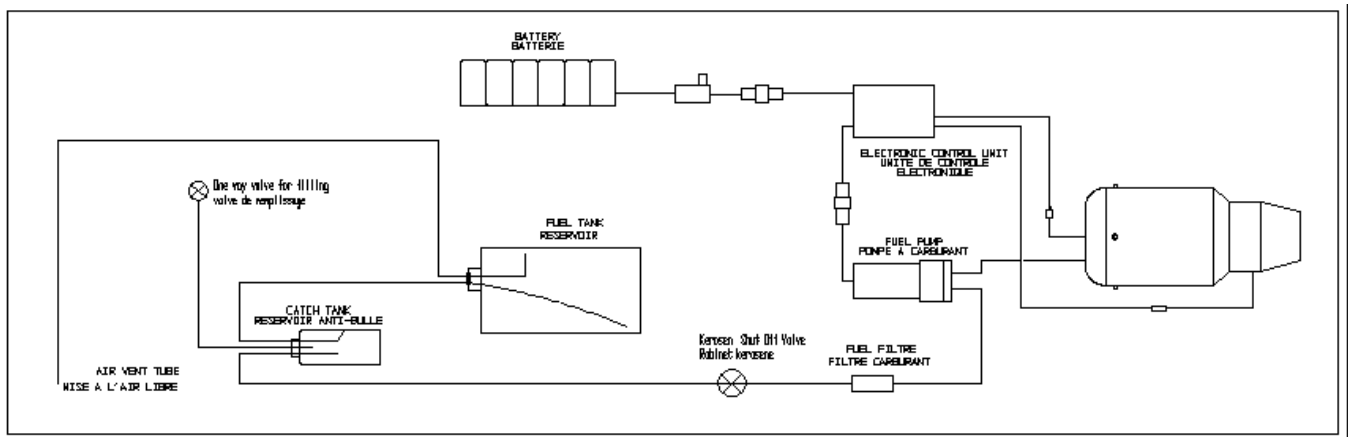 BATTERY
BATTERIE
ELECTRONIC CONTROL UNIT
UNITE DE CONTROLE
ELECTRONIQUE
One way valve for filling
valve de remplissage
FUEL TANK
RESERVOIR
FUEL PUMP
POMPE A CARBURANT
CATCH TANK
RESERVOIR ANTI-BULLE
Kerosen Shut Off Valve
Robinet kerosene
FUEL FILTRE
FILTRE CARBURANT
AIR VENT TUBE
MISE A L'AIR LIBRE